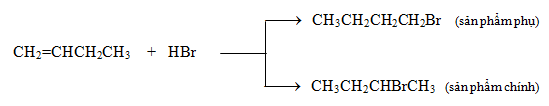 CH3CH2CH2CH2Br (sản phẩm phụ)
CH2=CHCH2CH3 + HBr
CH3CH2CHBrCH3 (sản phẩm chính)